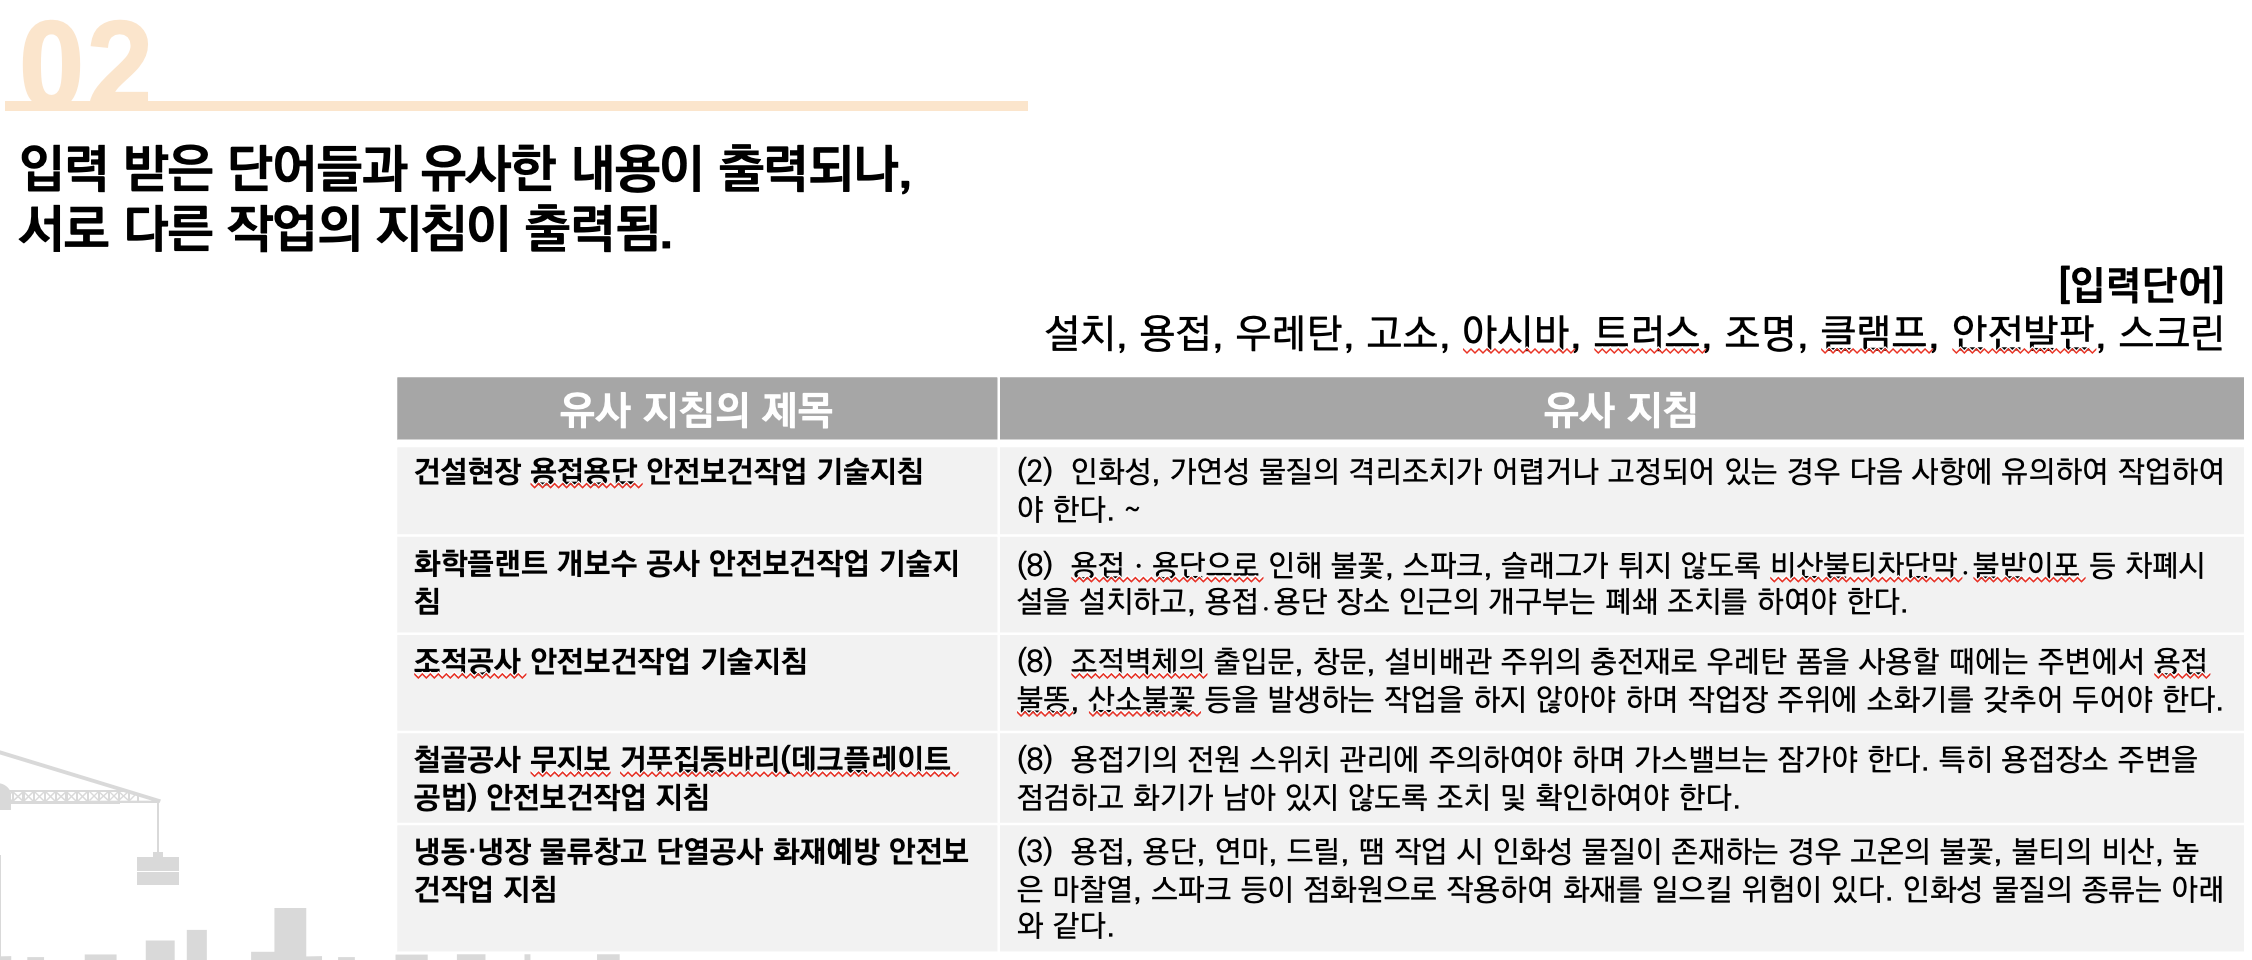 02
입력 받은 단어들과 유사한 내용이 출력되나,
서로 다른 작업의 지침이 출력됨.
[입력단어]
설치, 용접, 우레탄, 고소, 아시바, 트러스, 조명, 클램프, 안전발판, 스크린
유사 지침의 제목
유사 지침
건설현장 용접용단 안전보건작업 기술지침
(2) 인화성, 가연성 물질의 격리조치가 어렵거나 고정되어 있는 경우 다음 사항에 유의하여 작업하여
야 한다. ~
화학플랜트 개보수 공사 안전보건작업 기술지
침
(8) 용접 · 용단으로 인해 불꽃, 스파크, 슬래그가 튀지 않도록 비산불티차단막.불받이포 등 차폐시
설을 설치하고, 용접.용단 장소 인근의 개구부는 폐쇄 조치를 하여야 한다.
조적공사 안전보건작업 기술지침
(8) 조적벽체의 출입문, 창문, 설비배관 주위의 충전재로 우레탄 폼을 사용할 때에는 주변에서 용접
불똥, 산소불꽃 등을 발생하는 작업을 하지 않아야 하며 작업장 주위에 소화기를 갖추어 두어야 한다.
철골공사 무지보 거푸집동바리(데크플레이트
공법) 안전보건작업 지침
(8) 용접기의 전원 스위치 관리에 주의하여야 하며 가스밸브는 잠가야 한다. 특히 용접장소 주변을
점검하고 화기가 남아 있지 않도록 조치 및 확인하여야 한다.
냉동·냉장 물류창고 단열공사 화재예방 안전보
건작업 지침
(3) 용접, 용단, 연마, 드릴, 땜 작업 시 인화성 물질이 존재하는 경우 고온의 불꽃, 불티의 비산, 높
은 마찰열, 스파크 등이 점화원으로 작용하여 화재를 일으킬 위험이 있다. 인화성 물질의 종류는 아래
와 같다.